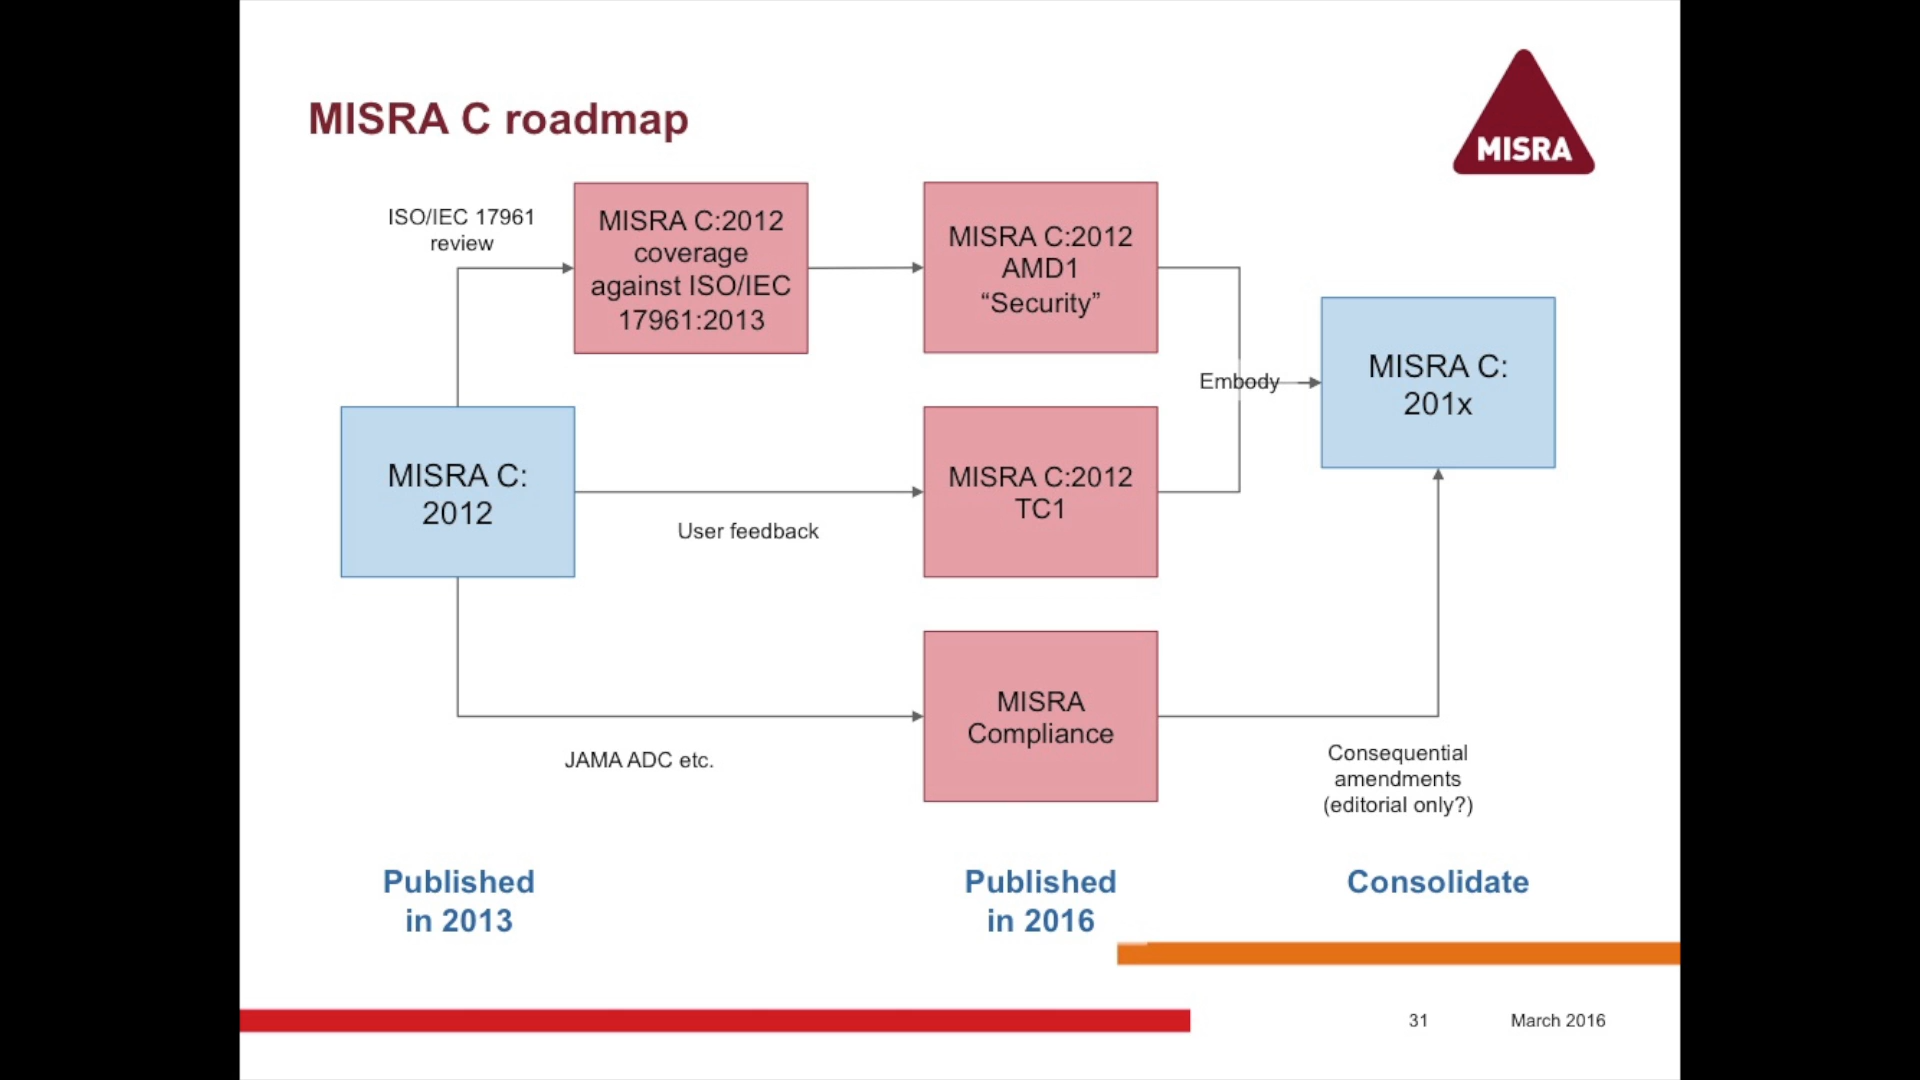 MISRA C roadmap
MISRA
ISO/IEC 17961
review
MISRA C:2012
coverage
against ISO/IEC
17961:2013
MISRA C:2012
AMD1
“Security”
Embody
MISRA C:
201x
MISRA C:
2012
User feedback
MISRA C:2012
TC1
JAMA ADC etc.
MISRA
Compliance
Consequential
amendments
(editorial only?)
Published
in 2013
Published
in 2016
Consolidate
31
March 2016